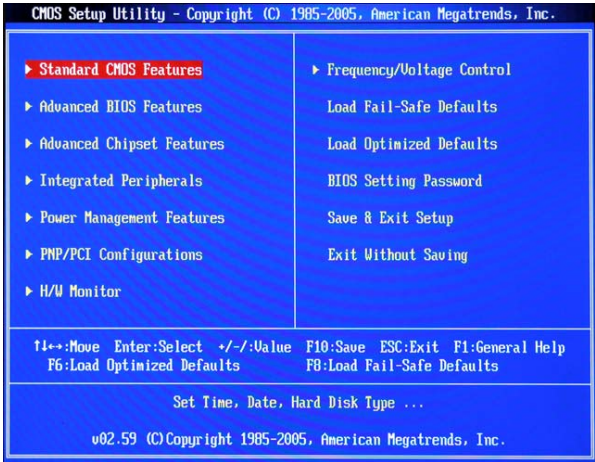 CMOS Setup Utility - Copyright (C) 1985-2005, American Megatrends, Inc.
▶ Standard CMOS Features
▶ Advanced BIOS Features
▶ Advanced Chipset Features
▶ Integrated Peripherals
▶ Power Management Features
▶ PNP/PCI Configurations
▶ H/W Monitor
▶ Frequency/Voltage Control
Load Fail-Safe Defaults
Load Optimized Defaults
BIOS Setting Password
Save & Exit Setup
Exit Without Saving
↑↓↔:Move Enter:Select +/-/:Value F10:Save ESC:Exit F1:General Help
F6:Load Optimized Defaults F8:Load Fail-Safe Defaults
Set Time, Date, Hard Disk Type ...
v02.59 (C)Copyright 1985-2005, American Megatrends, Inc.